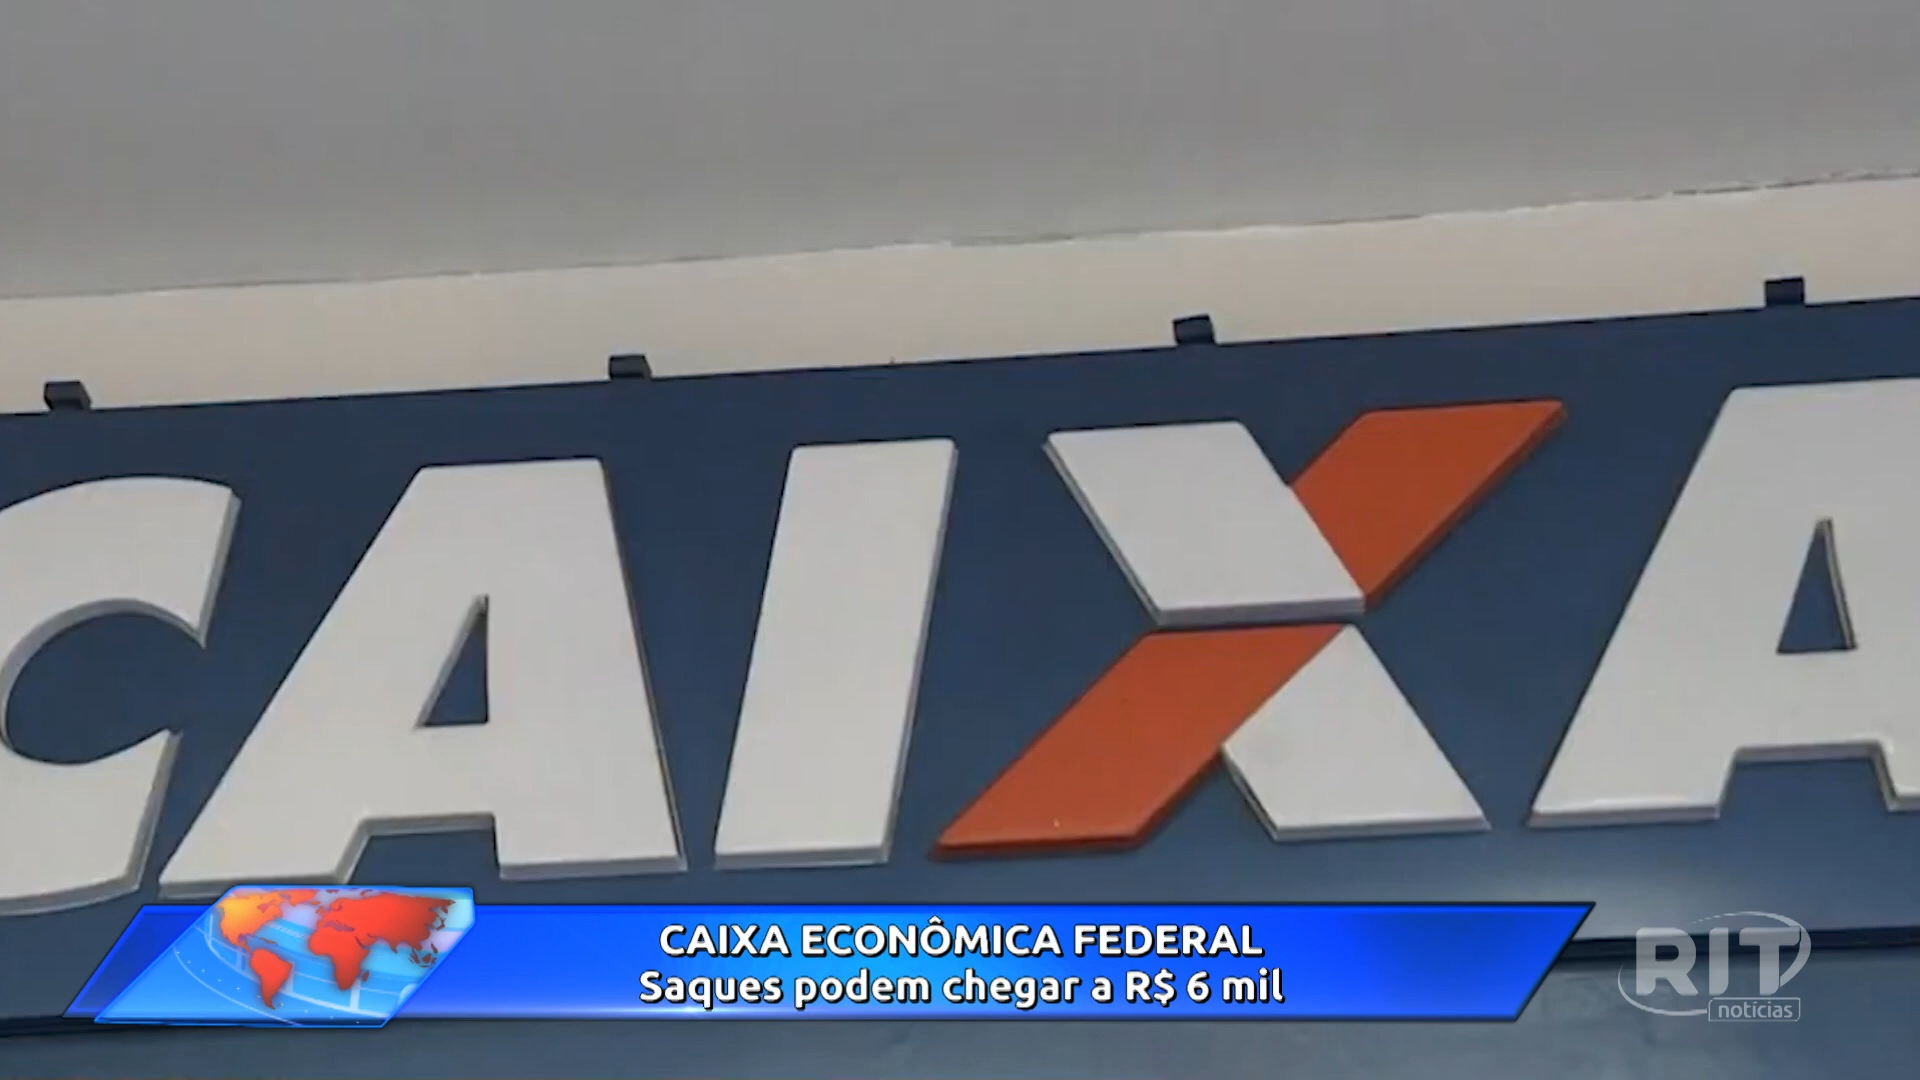 CAIXA
CAIXA ECONÔMICA FEDERAL
Saques podem chegar a R$ 6 mil
RIT
notícias